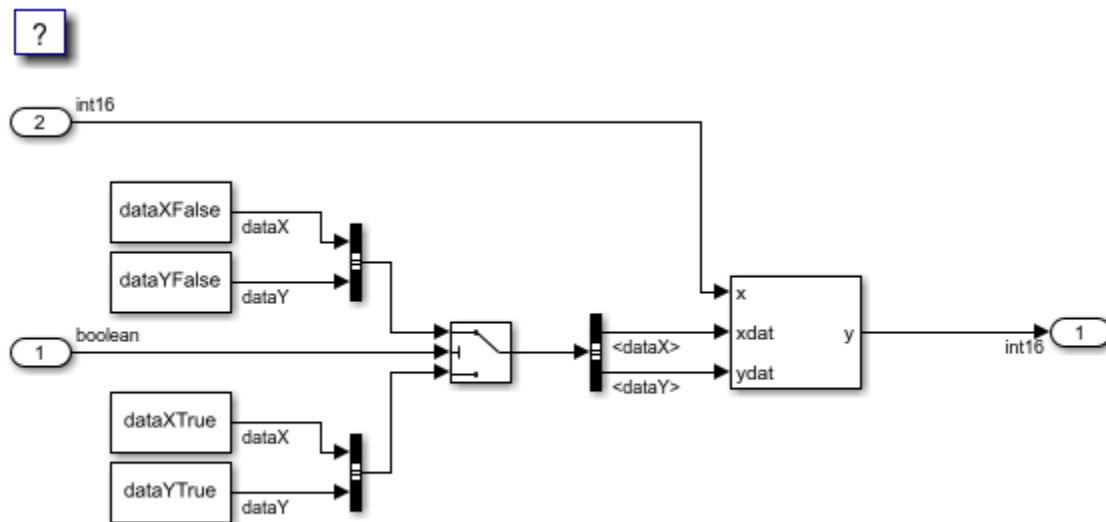 ?
int16
2
dataXFalse
dataX
dataYFalse
dataY
x
boolean
1
<dataX>
xdat
y
int16
1
<dataY>
ydat
dataXTrue
dataX
dataYTrue
dataY